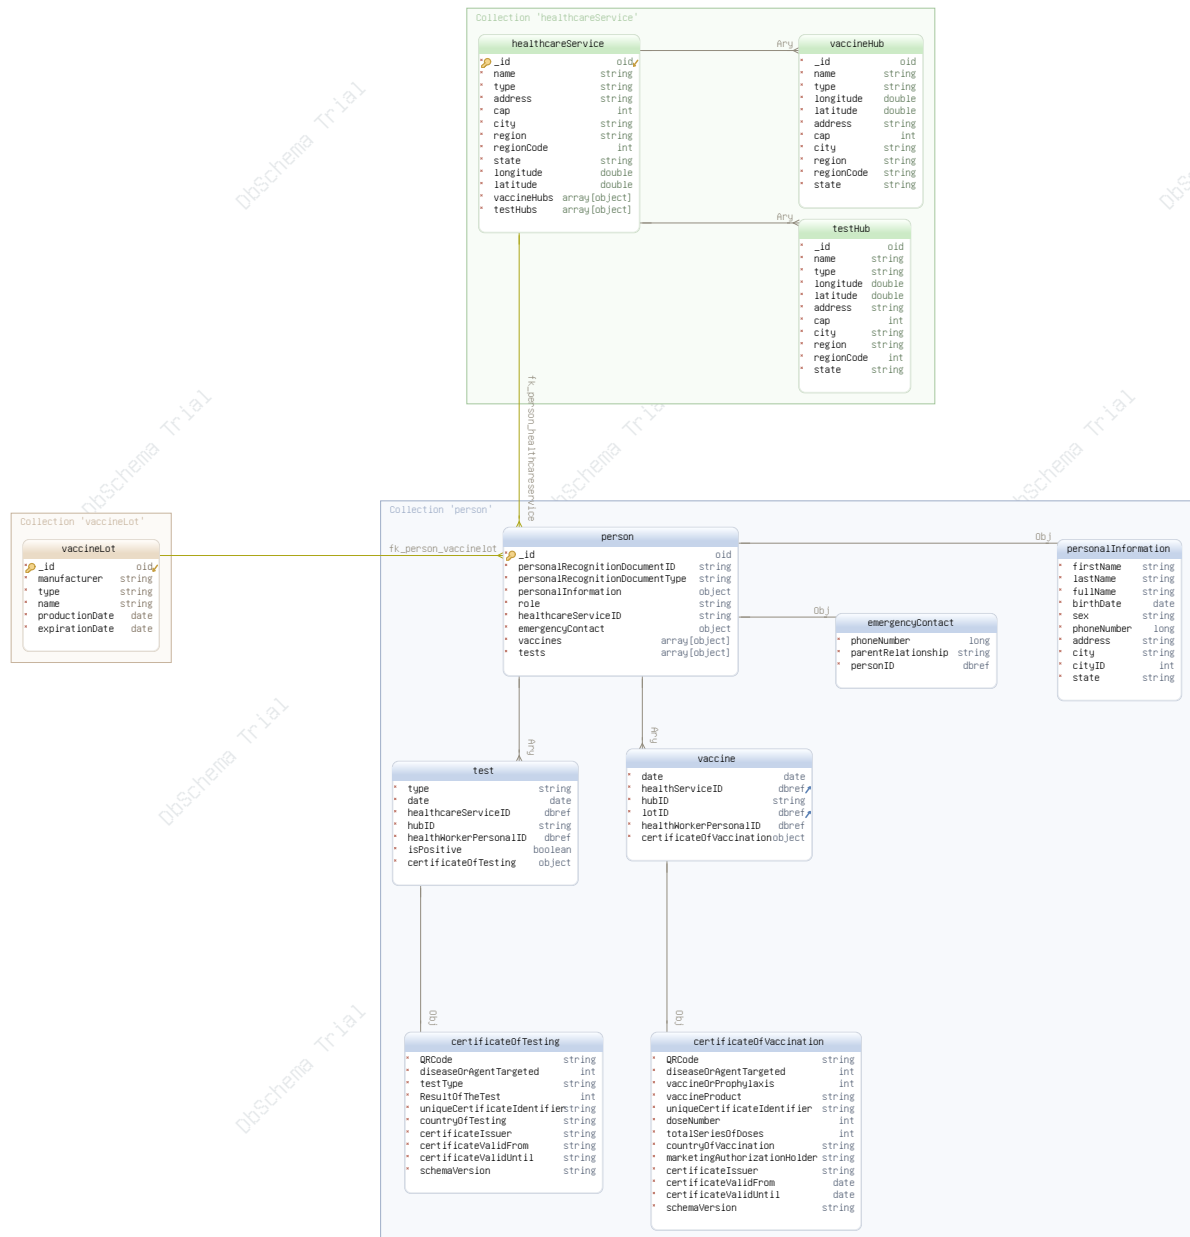 Collection 'healthcareService'
healthcareService
_id oid
name string
type string
address string
cap int
city string
region string
regionCode int
state string
longitude double
latitude double
vaccineHubs array[object]
testHubs array[object]
Ary
vaccineHub
_id oid
name string
type string
longitude double
latitude double
address string
cap int
city string
region string
regionCode string
state string
Ary
testHub
_id oid
name string
type string
longitude double
latitude double
address string
cap int
city string
region string
regionCode int
state string
DbSchema Trial
DbS
fk_person_healthcareservice
DbSchema Trial
DbSchema Trial
DbSchema Trial
Collection 'vaccineLot'
vaccineLot
_id oid
manufacturer string
type string
name string
productionDate date
expirationDate date
fk_person_vaccinelot
Collection 'person'
person
_id oid
personalRecognitionDocumentID string
personalRecognitionDocumentType string
personalInformation object
role string
healthcareServiceID string
emergencyContact object
vaccines array[object]
tests array[object]
Obj
personalInformation
firstName string
lastName string
fullName string
birthDate date
sex string
phoneNumber long
address string
city string
cityID int
state string
Obj
emergencyContact
phoneNumber long
parentRelationship string
personID dbref
DbSchema Trial
Ary
test
type string
date date
healthcareServiceID dbref
hubID string
healthWorkerPersonalID dbref
isPositive boolean
certificateOfTesting object
Ary
vaccine
date date
healthServiceID dbref
hubID string
lotID dbref
healthWorkerPersonalID dbref
certificateOfVaccination object
DbSchema Trial
Obj
certificateOfTesting
QRCode string
diseaseOrAgentTargeted int
testType string
ResultOfTheTest int
uniqueCertificateIdentifier string
countryOfTesting string
certificateIssuer string
certificateValidFrom string
certificateValidUntil string
schemaVersion string
Obj
certificateOfVaccination
QRCode string
diseaseOrAgentTargeted int
vaccineOrProphylaxis int
vaccineProduct string
uniqueCertificateIdentifier string
doseNumber int
totalSeriesOfDoses int
countryOfVaccination string
marketingAuthorizationHolder string
certificateIssuer string
certificateValidFrom date
certificateValidUntil date
schemaVersion string